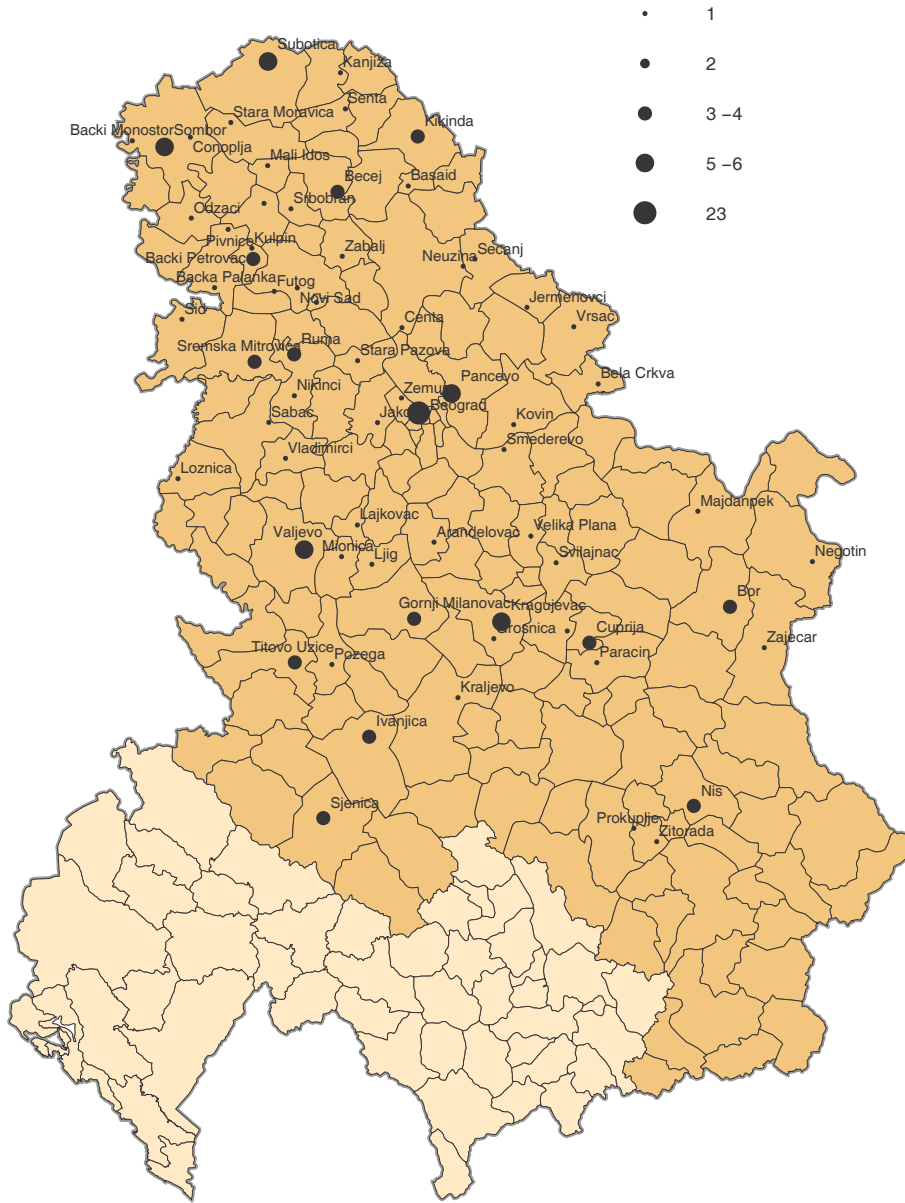 1
2
3 –4
5 –6
23
Subotica
Kanjiza
Senta
Stara Moravica
Kikinda
Backi Monostor
Sombor
Conoplja
Mali Idos
Becej
Basaid
Odzaci
Srbobran
Pivnice
Kulpin
Zabalj
Backi Petrovac
Neuzina
Secanj
Backa Palanka
Futog
Novi Sad
Jermenovci
Sid
Centa
Vrsac
Sremska Mitrovica
Ruma
Stara Pazova
Pancevo
Bela Crkva
Nikinci
Zemun
Beograd
Sabac
Kovin
Smederevo
Vladimirci
Loznica
Majdanpek
Lajkovac
Valjevo
Arandelovac
Velika Plana
Mionica
Ljig
Svilajnac
Negotin
Bor
Gornji Milanovac
Kragujevac
Grosnica
Cuprija
Zajecar
Titovo Uzice
Pozega
Paracin
Kraljevo
Ivanjica
Sjenica
Nis
Prokuplje
Zitorada